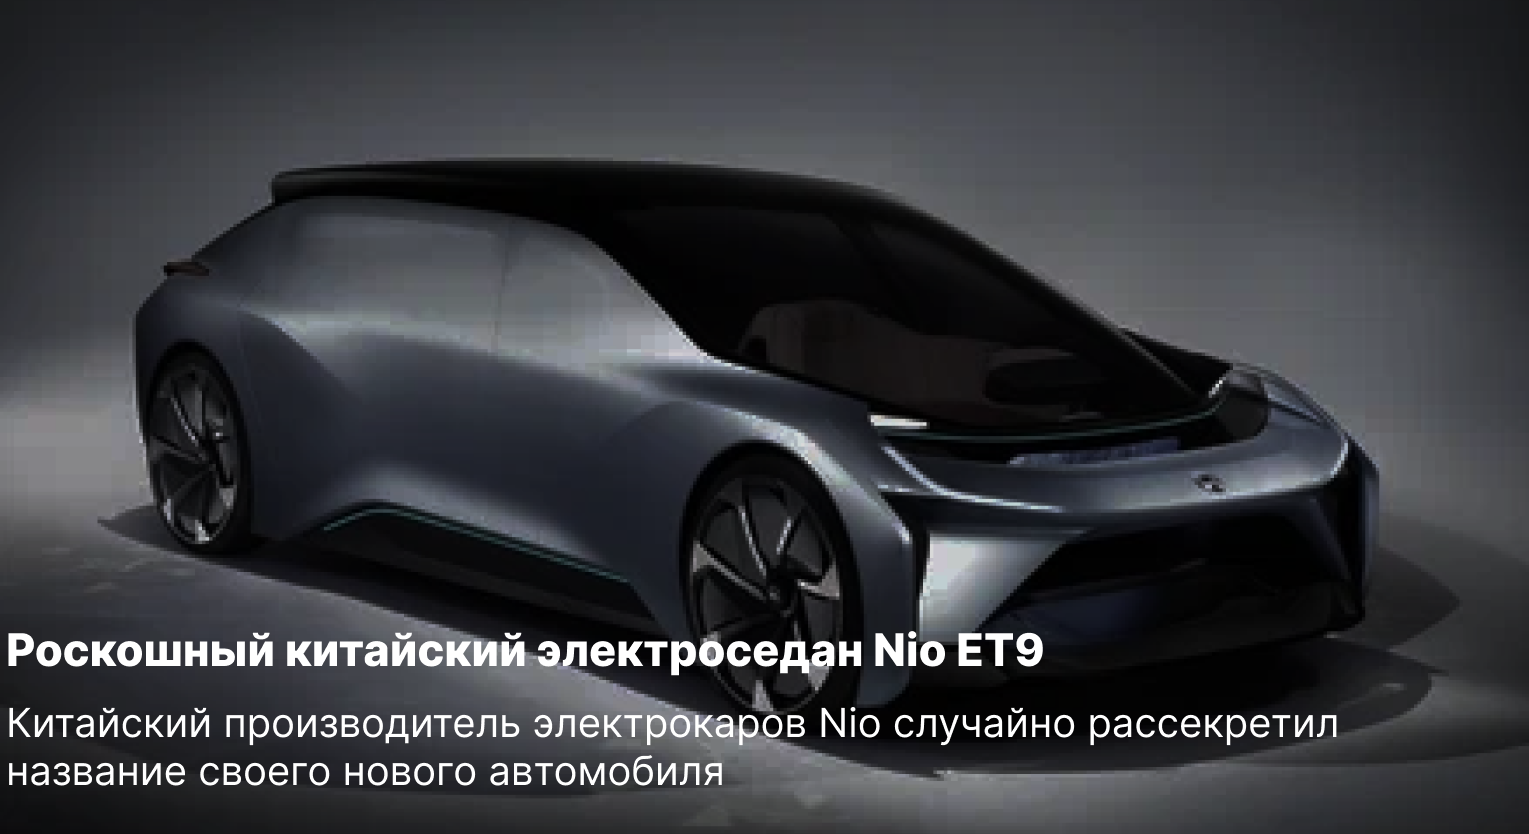 Роскошный китайский электроседан Nio ET9
Китайский производитель электрокаров Nio случайно рассекретил
название своего нового автомобиля